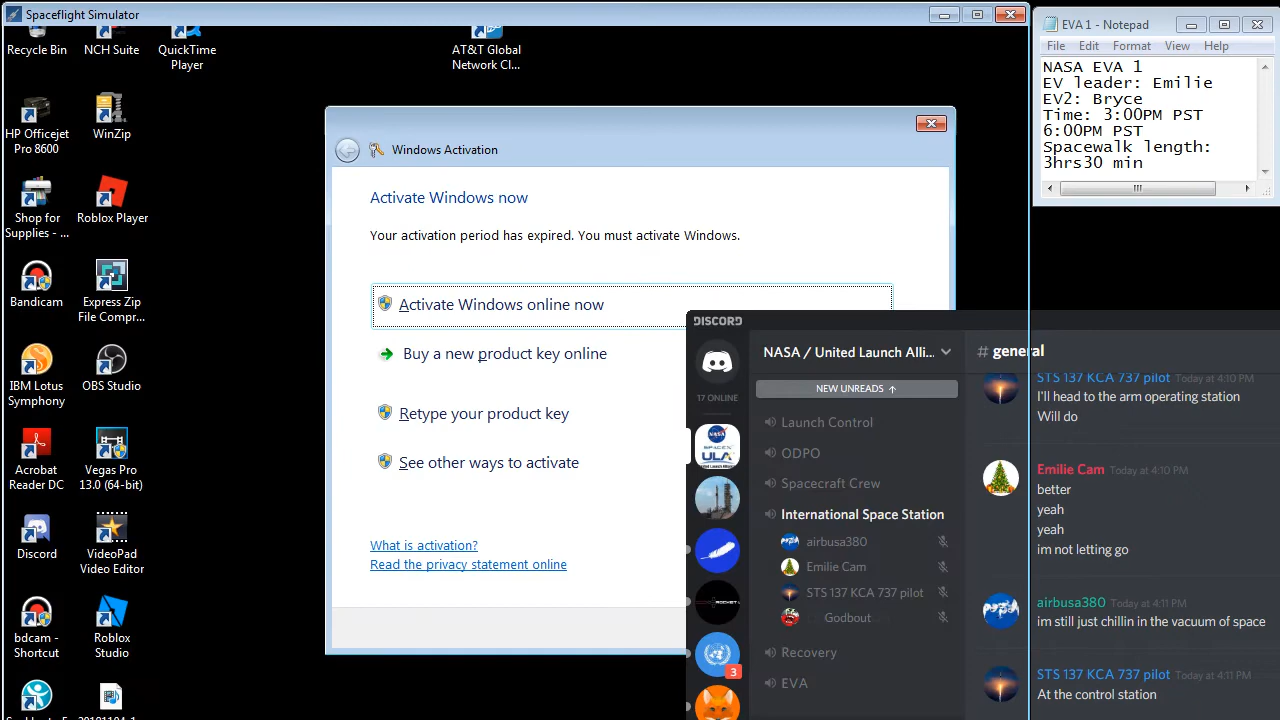 Spaceflight Simulator
Recycle Bin
NCH Suite
QuickTime
Player
AT&T Global
Network Cl...
HP Officejet
Pro 8600
WinZip
Shop for
Supplies - ...
Roblox Player
Bandicam
Express Zip
File Compr...
IBM Lotus
Symphony
OBS Studio
Acrobat
Reader DC
Vegas Pro
13.0 (64-bit)
Discord
VideoPad
Video Editor
bdcam -
Shortcut
Roblox
Studio
Windows Activation
Activate Windows now
Your activation period has expired. You must activate Windows.
Activate Windows online now
Buy a new product key online
Retype your product key
See other ways to activate
What is activation?
Read the privacy statement online
EVA 1 - Notepad
File Edit Format View Help
NASA EVA 1
EV leader: Emilie
EV2: Bryce
Time: 3:00PM PST
6:00PM PST
Spacewalk length:
3hrs30 min
DISCORD
17 ONLINE
NASA
SPACEX
ULA
3
NASA / United Launch Alli...
NEW UNREADS ↑
Launch Control
ODPO
Spacecraft Crew
International Space Station
airbusa380
Emilie Cam
STS 137 KCA 737 pilot
Godbout
Recovery
EVA
# general
STS 137 KCA 737 pilot Today at 4:10 PM
I'll head to the arm operating station
Will do
Emilie Cam Today at 4:10 PM
better
yeah
yeah
im not letting go
airbusa380 Today at 4:11 PM
im still just chillin in the vacuum of space
STS 137 KCA 737 pilot Today at 4:11 PM
At the control station